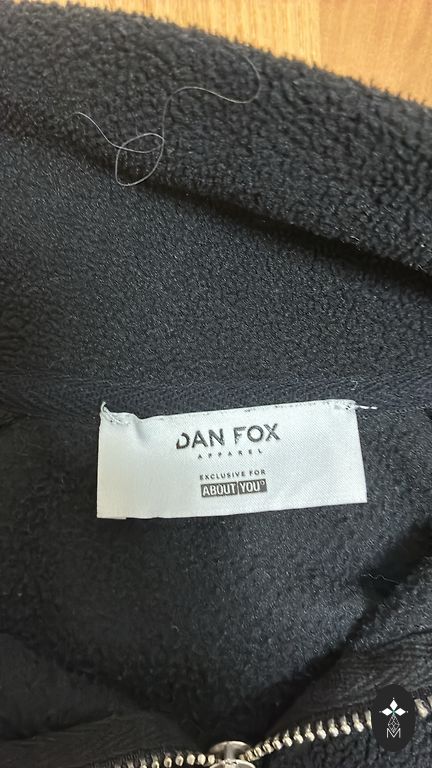 DAN FOX
APPAREL
EXCLUSIVE FOR
ABOUT YOU°